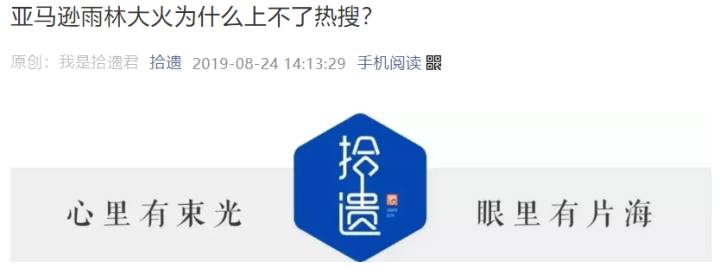 亚马逊雨林大火为什么上不了热搜？
原创：我是拾遗君 拾遗 2019-08-24 14:13:29 手机阅读
心里有束光
拾遗
眼里有片海